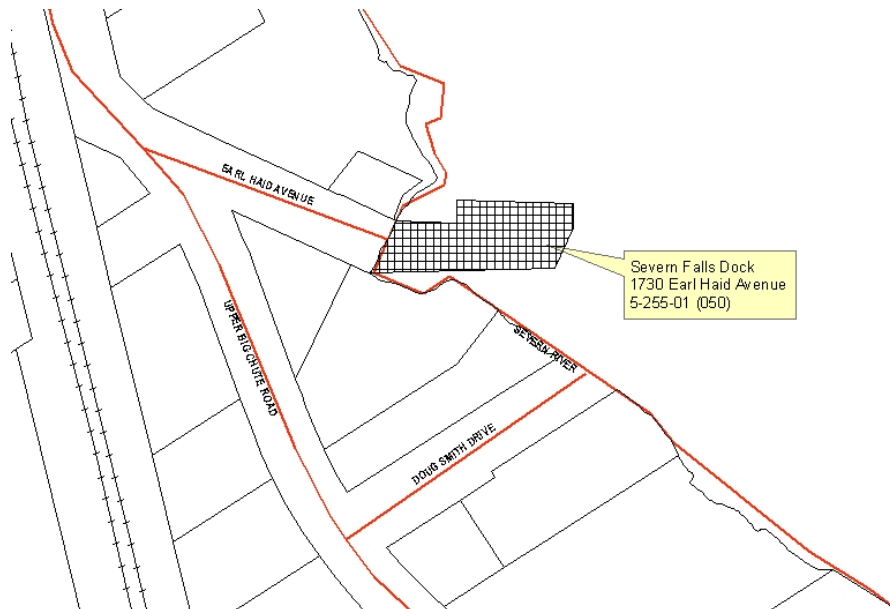 EARL HAID AVENUE
Severn Falls Dock
1730 Earl Haid Avenue
5-255-01 (050)
UPPER BIG CHUTE ROAD
SEVERN RIVER
DOUG SMITH DRIVE